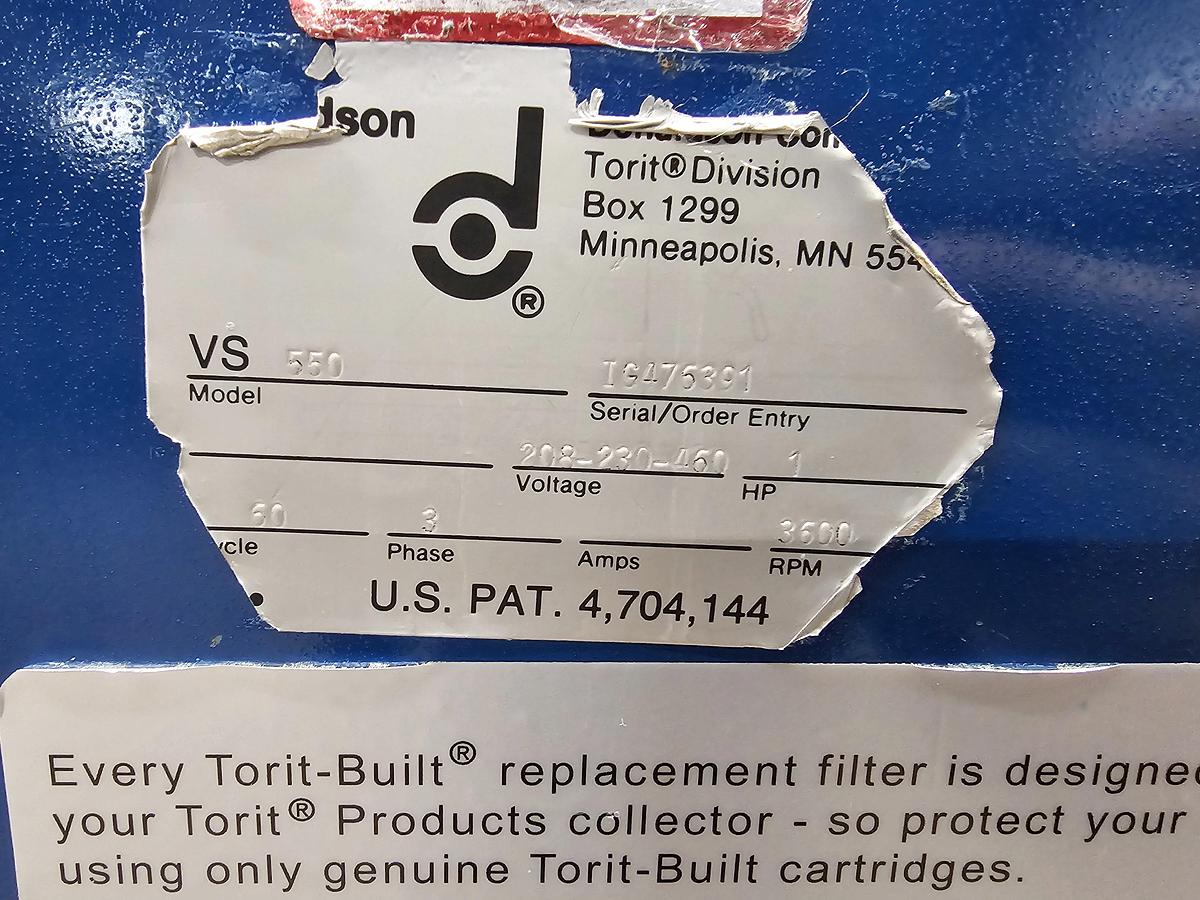 dson
Torit® Division
Box 1299
Minneapolis, MN 554
®
VS 550
Model
IG476391
Serial/Order Entry
208-230-460
Voltage
1
HP
60
ycle
3
Phase
Amps
3600
RPM
U.S. PAT. 4,704,144
Every Torit-Built® replacement filter is designed
your Torit® Products collector - so protect your
using only genuine Torit-Built cartridges.